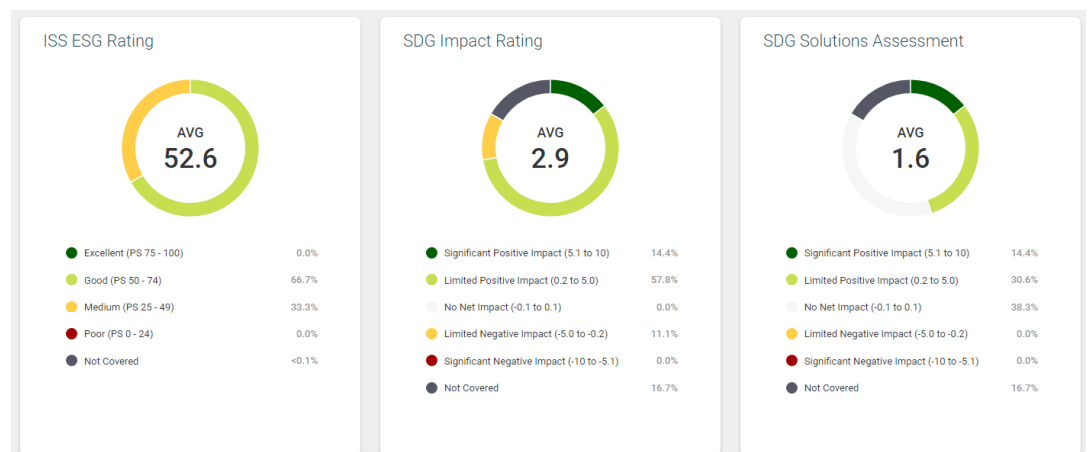 ISS ESG Rating
AVG
52.6
Excellent (PS 75 - 100) 0.0%
Good (PS 50 - 74) 66.7%
Medium (PS 25 - 49) 33.3%
Poor (PS 0 - 24) 0.0%
Not Covered <0.1%
SDG Impact Rating
AVG
2.9
Significant Positive Impact (5.1 to 10) 14.4%
Limited Positive Impact (0.2 to 5.0) 57.8%
No Net Impact (-0.1 to 0.1) 0.0%
Limited Negative Impact (-5.0 to -0.2) 11.1%
Significant Negative Impact (-10 to -5.1) 0.0%
Not Covered 16.7%
SDG Solutions Assessment
AVG
1.6
Significant Positive Impact (5.1 to 10) 14.4%
Limited Positive Impact (0.2 to 5.0) 30.6%
No Net Impact (-0.1 to 0.1) 38.3%
Limited Negative Impact (-5.0 to -0.2) 0.0%
Significant Negative Impact (-10 to -5.1) 0.0%
Not Covered 16.7%